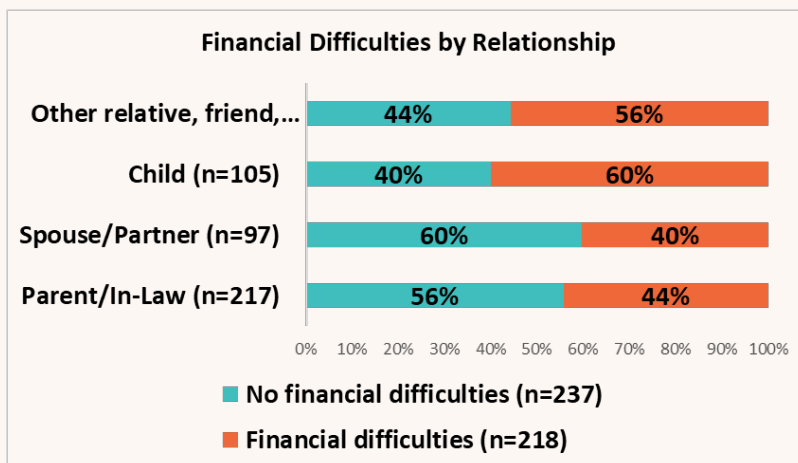 Financial Difficulties by Relationship
Other relative, friend,...
44%
56%
Child (n=105)
40%
60%
Spouse/Partner (n=97)
60%
40%
Parent/In-Law (n=217)
56%
44%
0% 10% 20% 30% 40% 50% 60% 70% 80% 90% 100%
No financial difficulties (n=237)
Financial difficulties (n=218)